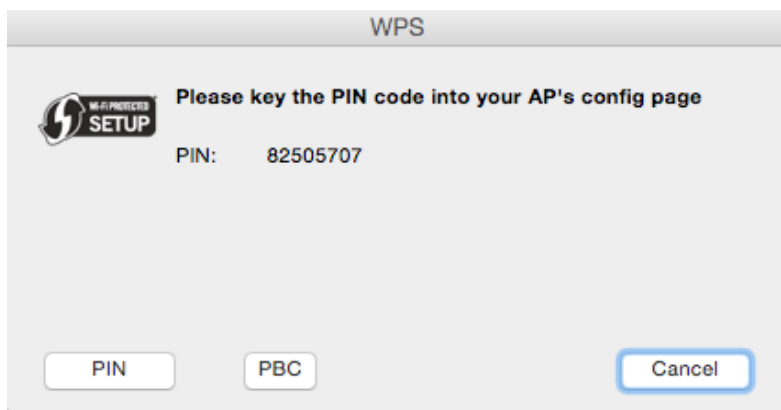 WPS
WI-FI PROTECTED
SETUP
Please key the PIN code into your AP's config page
PIN: 82505707
PIN PBC Cancel